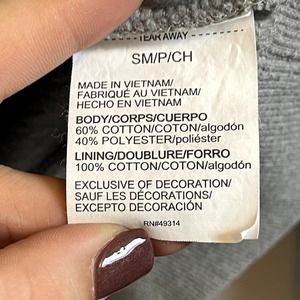 TEAR AWAY
SM/P/CH
MADE IN VIETNAM/
FABRIQUÉ AU VIETNAM/
HECHO EN VIETNAM
BODY/CORPS/CUERPO
60% COTTON/COTON/algodón
40% POLYESTER/poliéster
LINING/DOUBLURE/FORRO
100% COTTON/COTON/algodón
EXCLUSIVE OF DECORATION/
SAUF LES DÉCORATIONS/
EXCEPTO DECORACIÓN
RN#49314